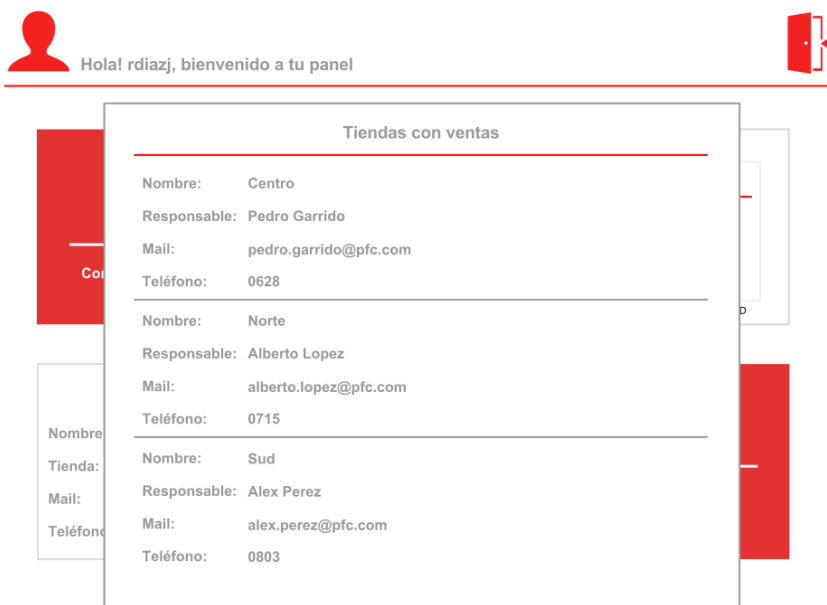 Hola! rdiazj, bienvenido a tu panel
Tiendas con ventas
Nombre: Centro
Responsable: Pedro Garrido
Mail: pedro.garrido@pfc.com
Teléfono: 0628
Nombre: Norte
Responsable: Alberto Lopez
Mail: alberto.lopez@pfc.com
Teléfono: 0715
Nombre: Sud
Responsable: Alex Perez
Mail: alex.perez@pfc.com
Teléfono: 0803
Nombre
Tienda:
Mail: